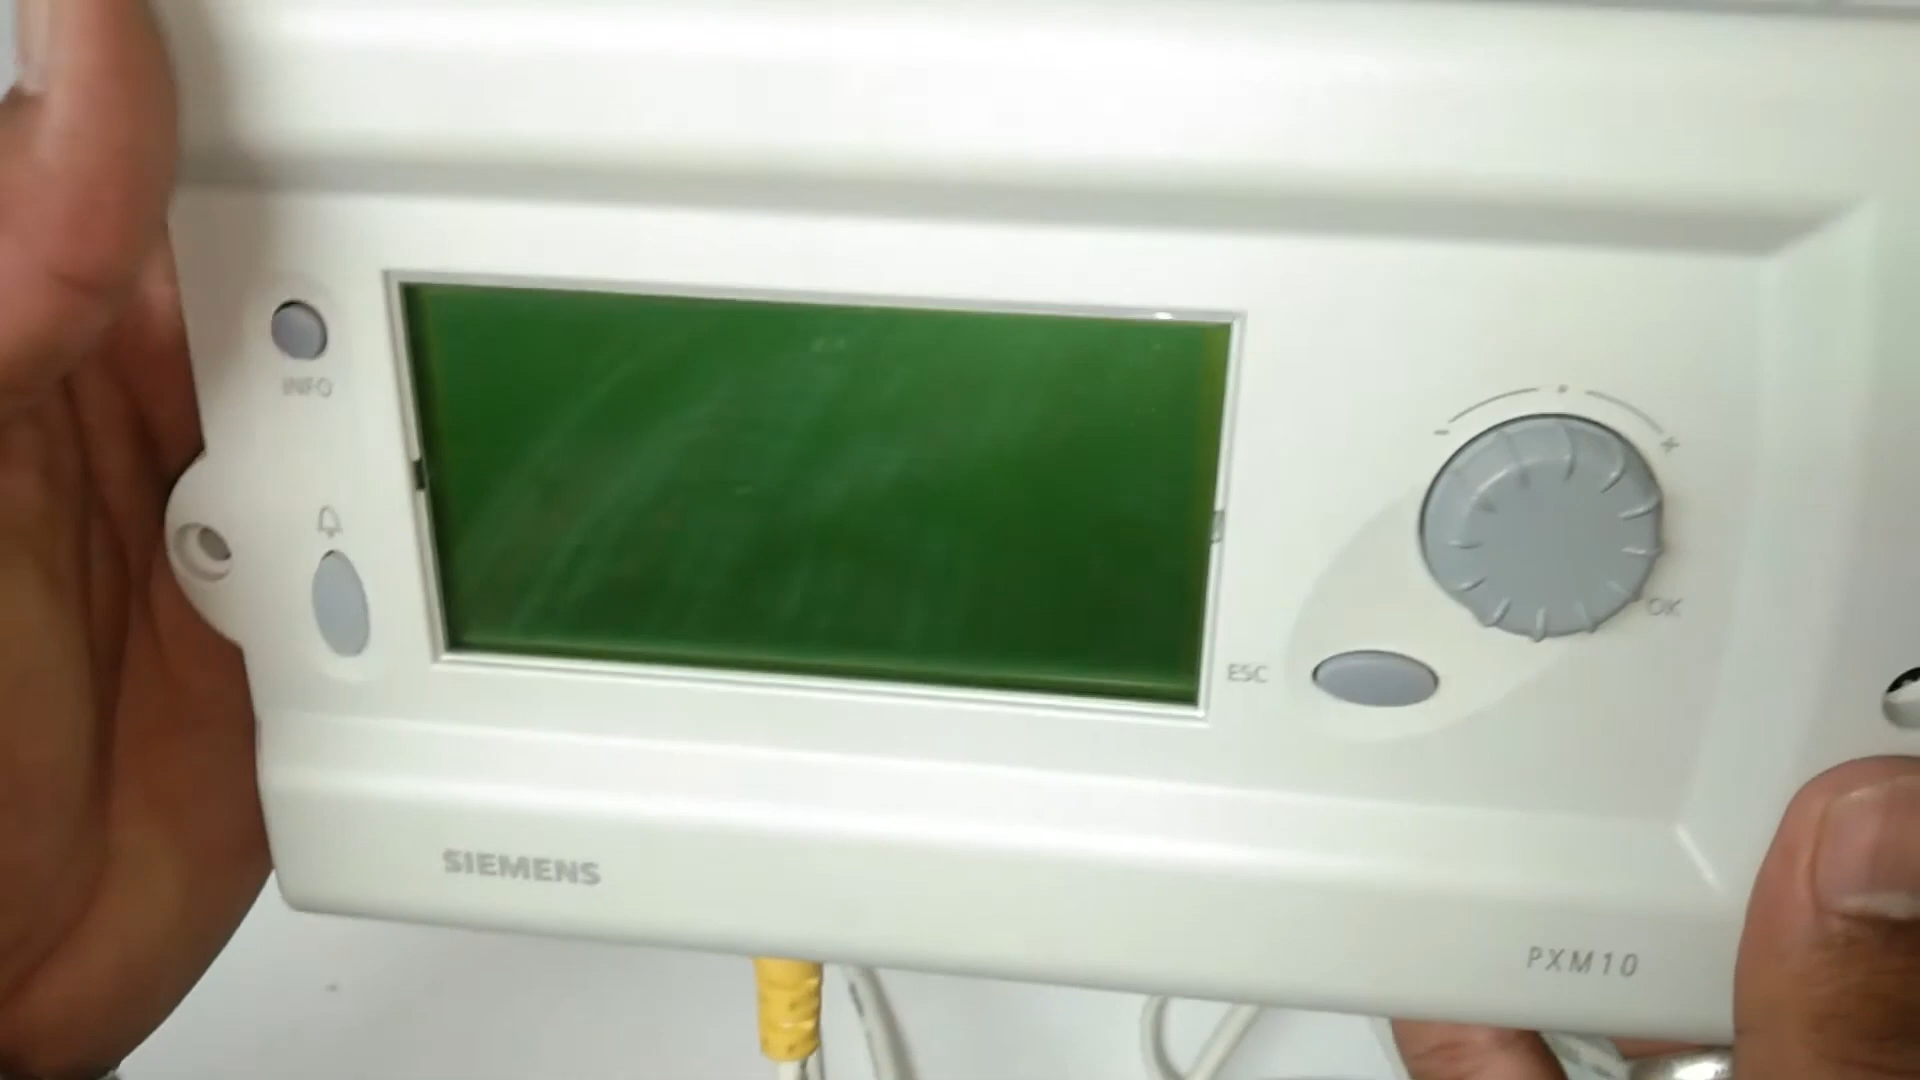 INFO
- +
OK
ESC
SIEMENS
PXM10